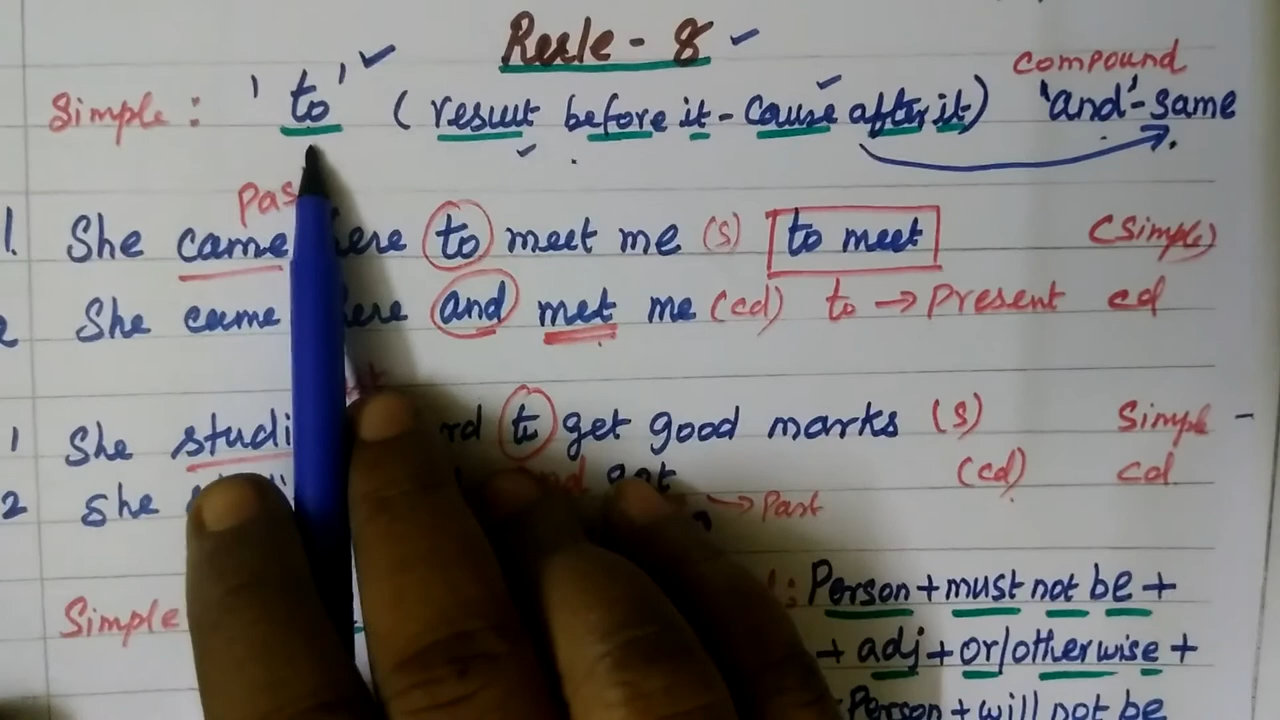 Rule - 8
compound
Simple : 'to' (result before it - cause after it) 'and'-same
Pas
1. She came here to meet me (s) to meet (Simple)
2 She came here and met me (cd) to → Present cd
1 She studi rd to get good marks (s) Simple -
2 She got (cd) cd
→ Past
Simple : Person + must not be +
+ adj + or/otherwise +
Person + will not be